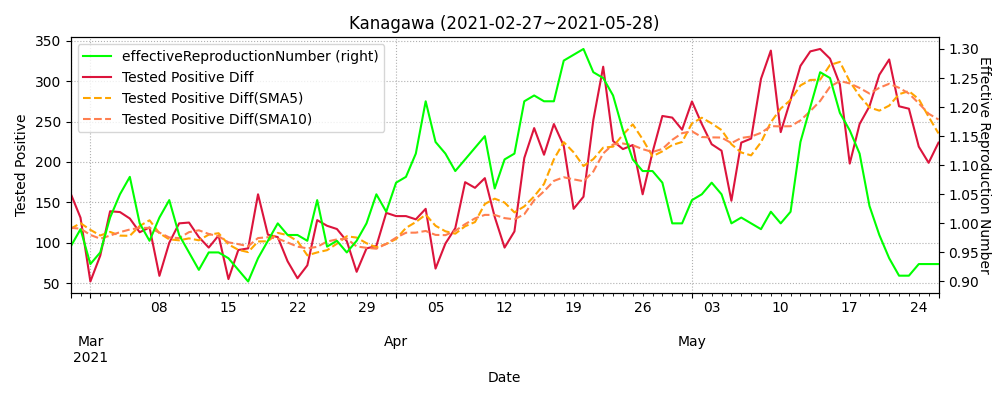 Kanagawa (2021-02-27~2021-05-28)
effectiveReproductionNumber (right)
Tested Positive Diff
Tested Positive Diff(SMA5)
Tested Positive Diff(SMA10)
Tested Positive
350
300
250
200
150
100
50
1.30
1.25
1.20
1.15
1.10
1.05
1.00
0.95
0.90
Effective Reproduction Number
08 15 22 29 05 12 19 26 03 10 17 24
Mar Apr May
2021
Date